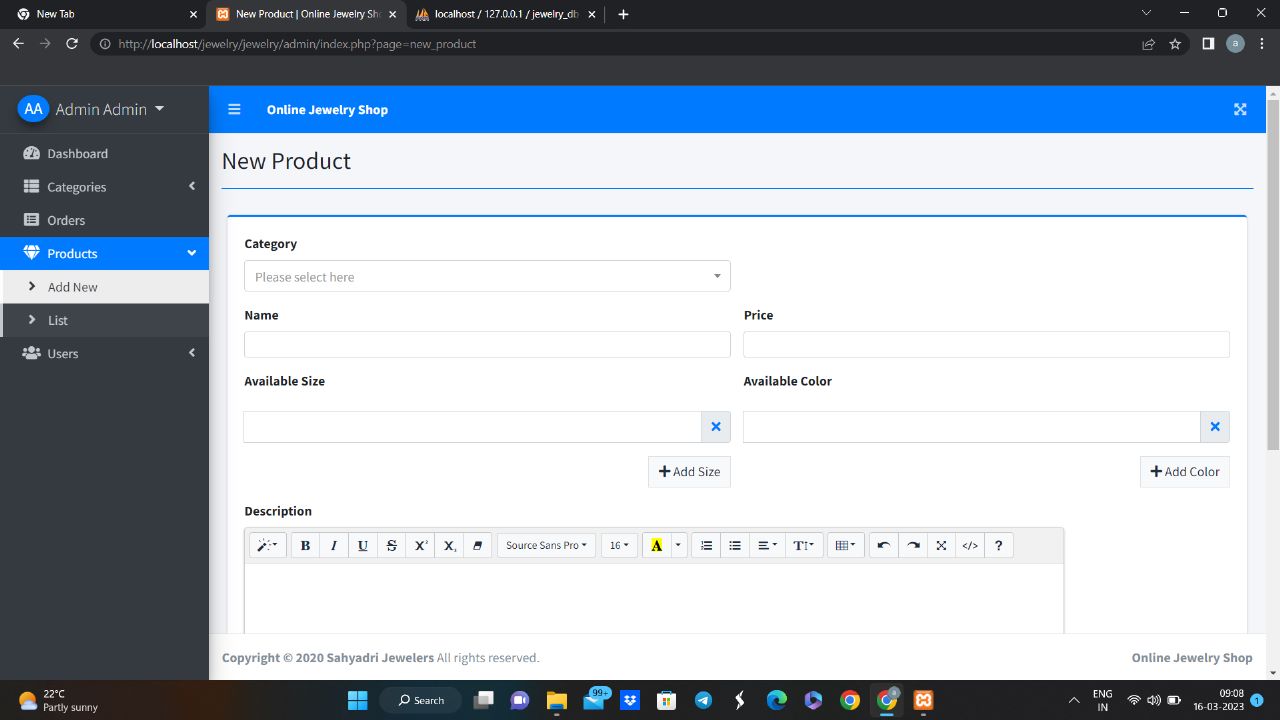 New Tab
New Product | Online Jewelry Sh
localhost / 127.0.0.1 / jewelry_db
http://localhost/jewelry/jewelry/admin/index.php?page=new_product
a
AA Admin Admin
Online Jewelry Shop
Dashboard
Categories
Orders
Products
Add New
List
Users
New Product
Category
Please select here
Name
Price
Available Size
Available Color
Add Size
Add Color
Description
B I U S X² X₂ Source Sans Pro 16 A T </> ?
Copyright © 2020 Sahyadri Jewelers All rights reserved.
Online Jewelry Shop
22°C
Partly sunny
Search
99+
ENG
IN
09:08
16-03-2023
1